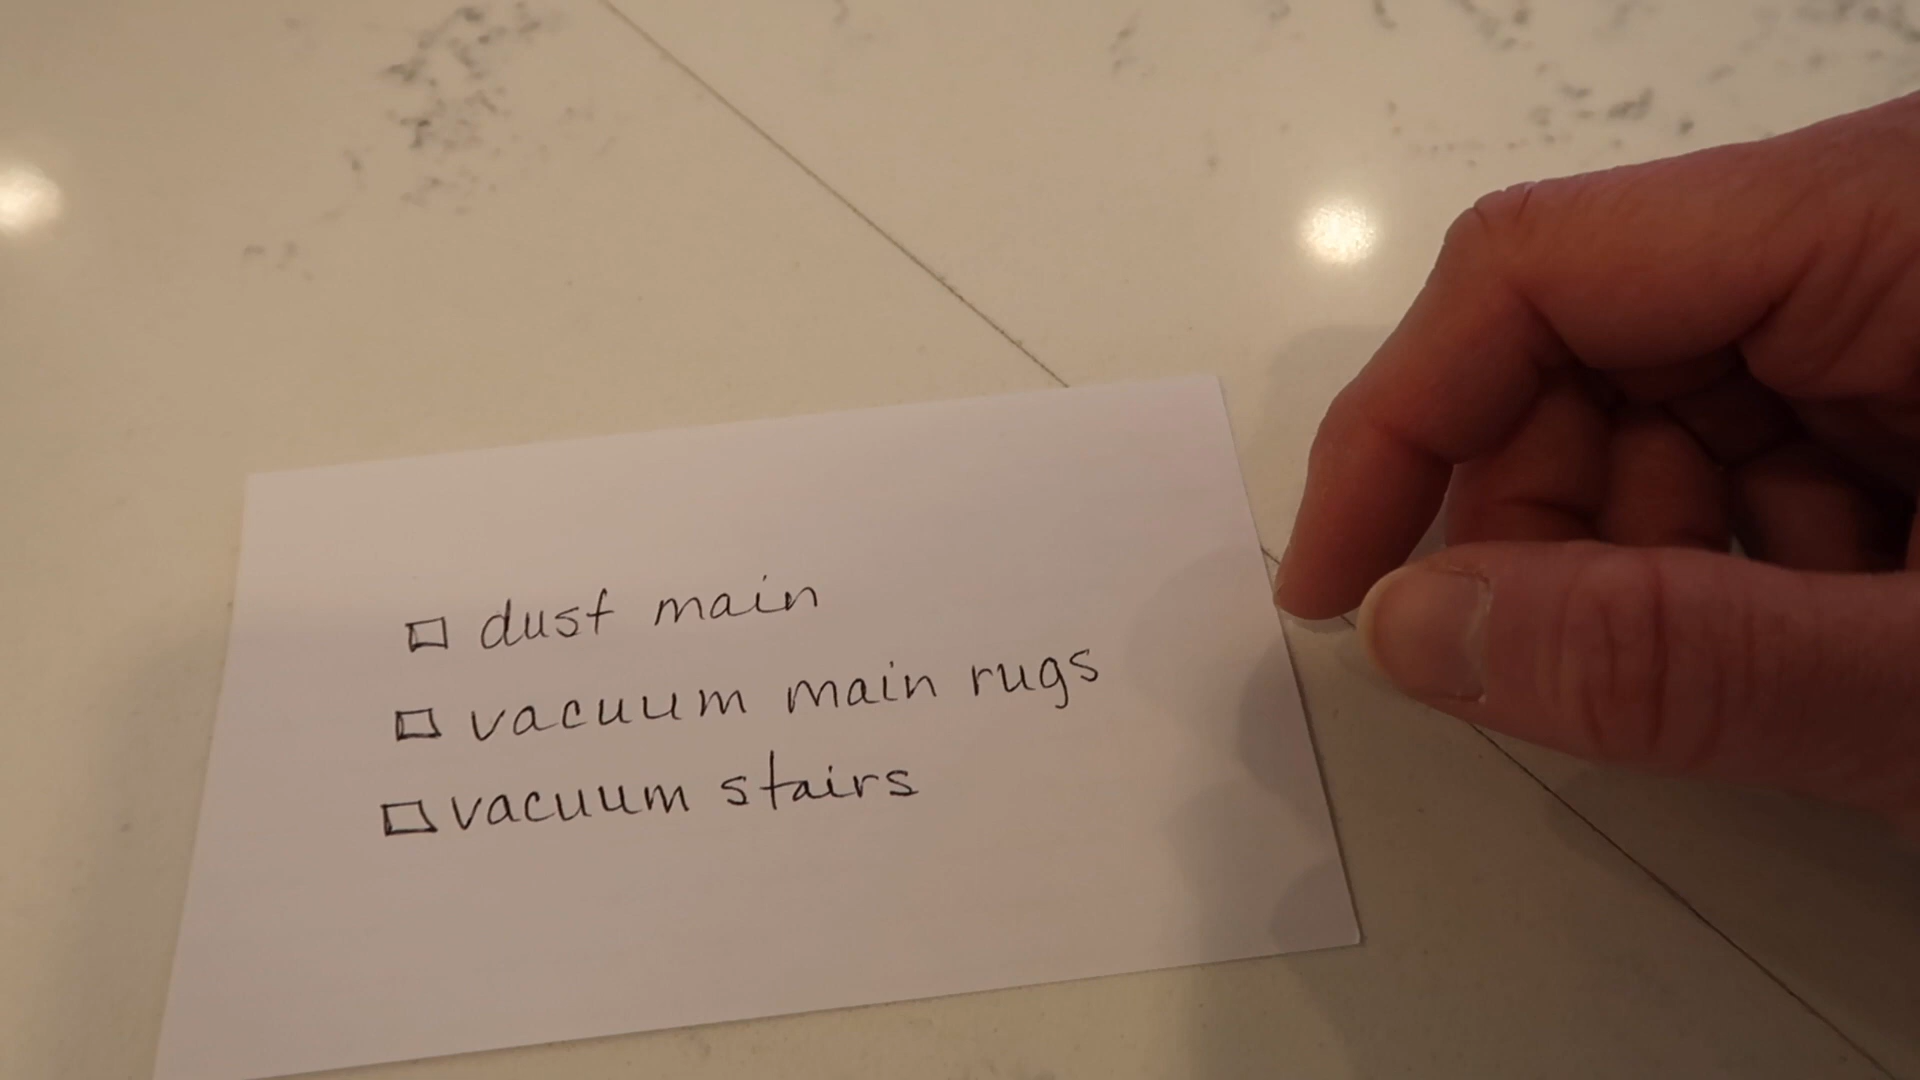 ☐ dust main
☐ vacuum main rugs
☐ vacuum stairs